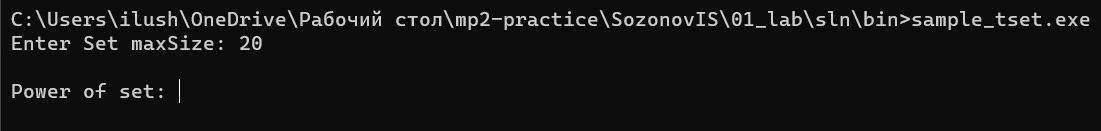 C:\Users\ilush\OneDrive\Рабочий стол\mp2-practice\SozonovIS\01_lab\sln\bin>sample_tset.exe
Enter Set maxSize: 20
Power of set: